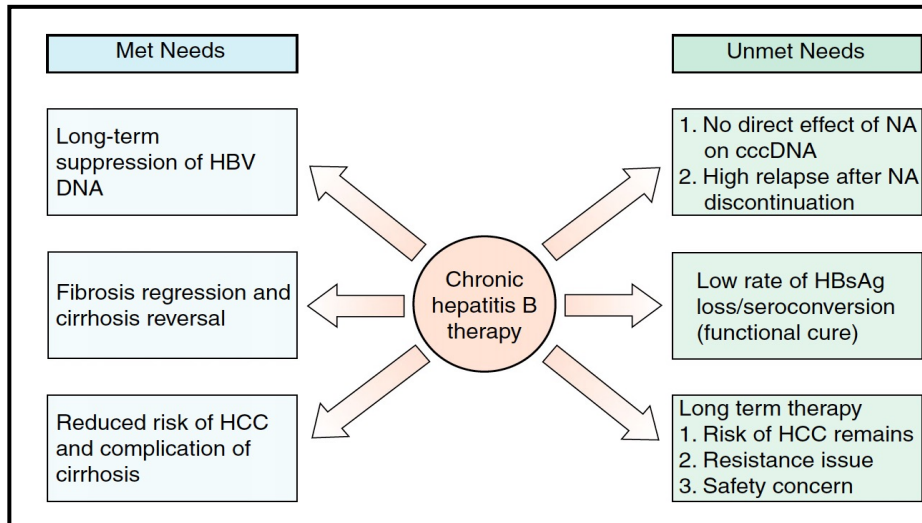 Met Needs
Long-term
suppression of HBV
DNA
Fibrosis regression and
cirrhosis reversal
Reduced risk of HCC
and complication of
cirrhosis
Chronic
hepatitis B
therapy
Unmet Needs
1. No direct effect of NA
on cccDNA
2. High relapse after NA
discontinuation
Low rate of HBsAg
loss/seroconversion
(functional cure)
Long term therapy
1. Risk of HCC remains
2. Resistance issue
3. Safety concern